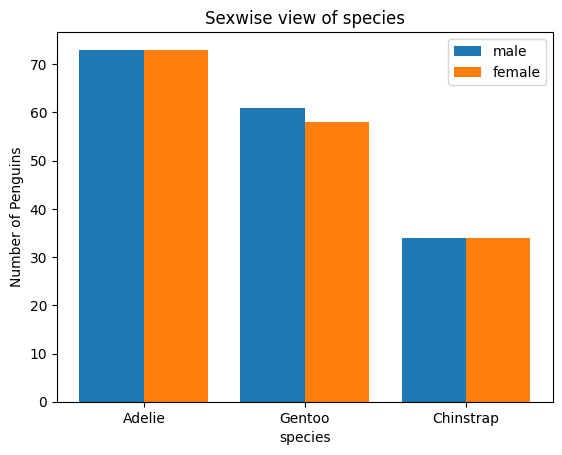 Sexwise view of species
male
female
Number of Penguins
70
60
50
40
30
20
10
0
Adelie
Gentoo
Chinstrap
species